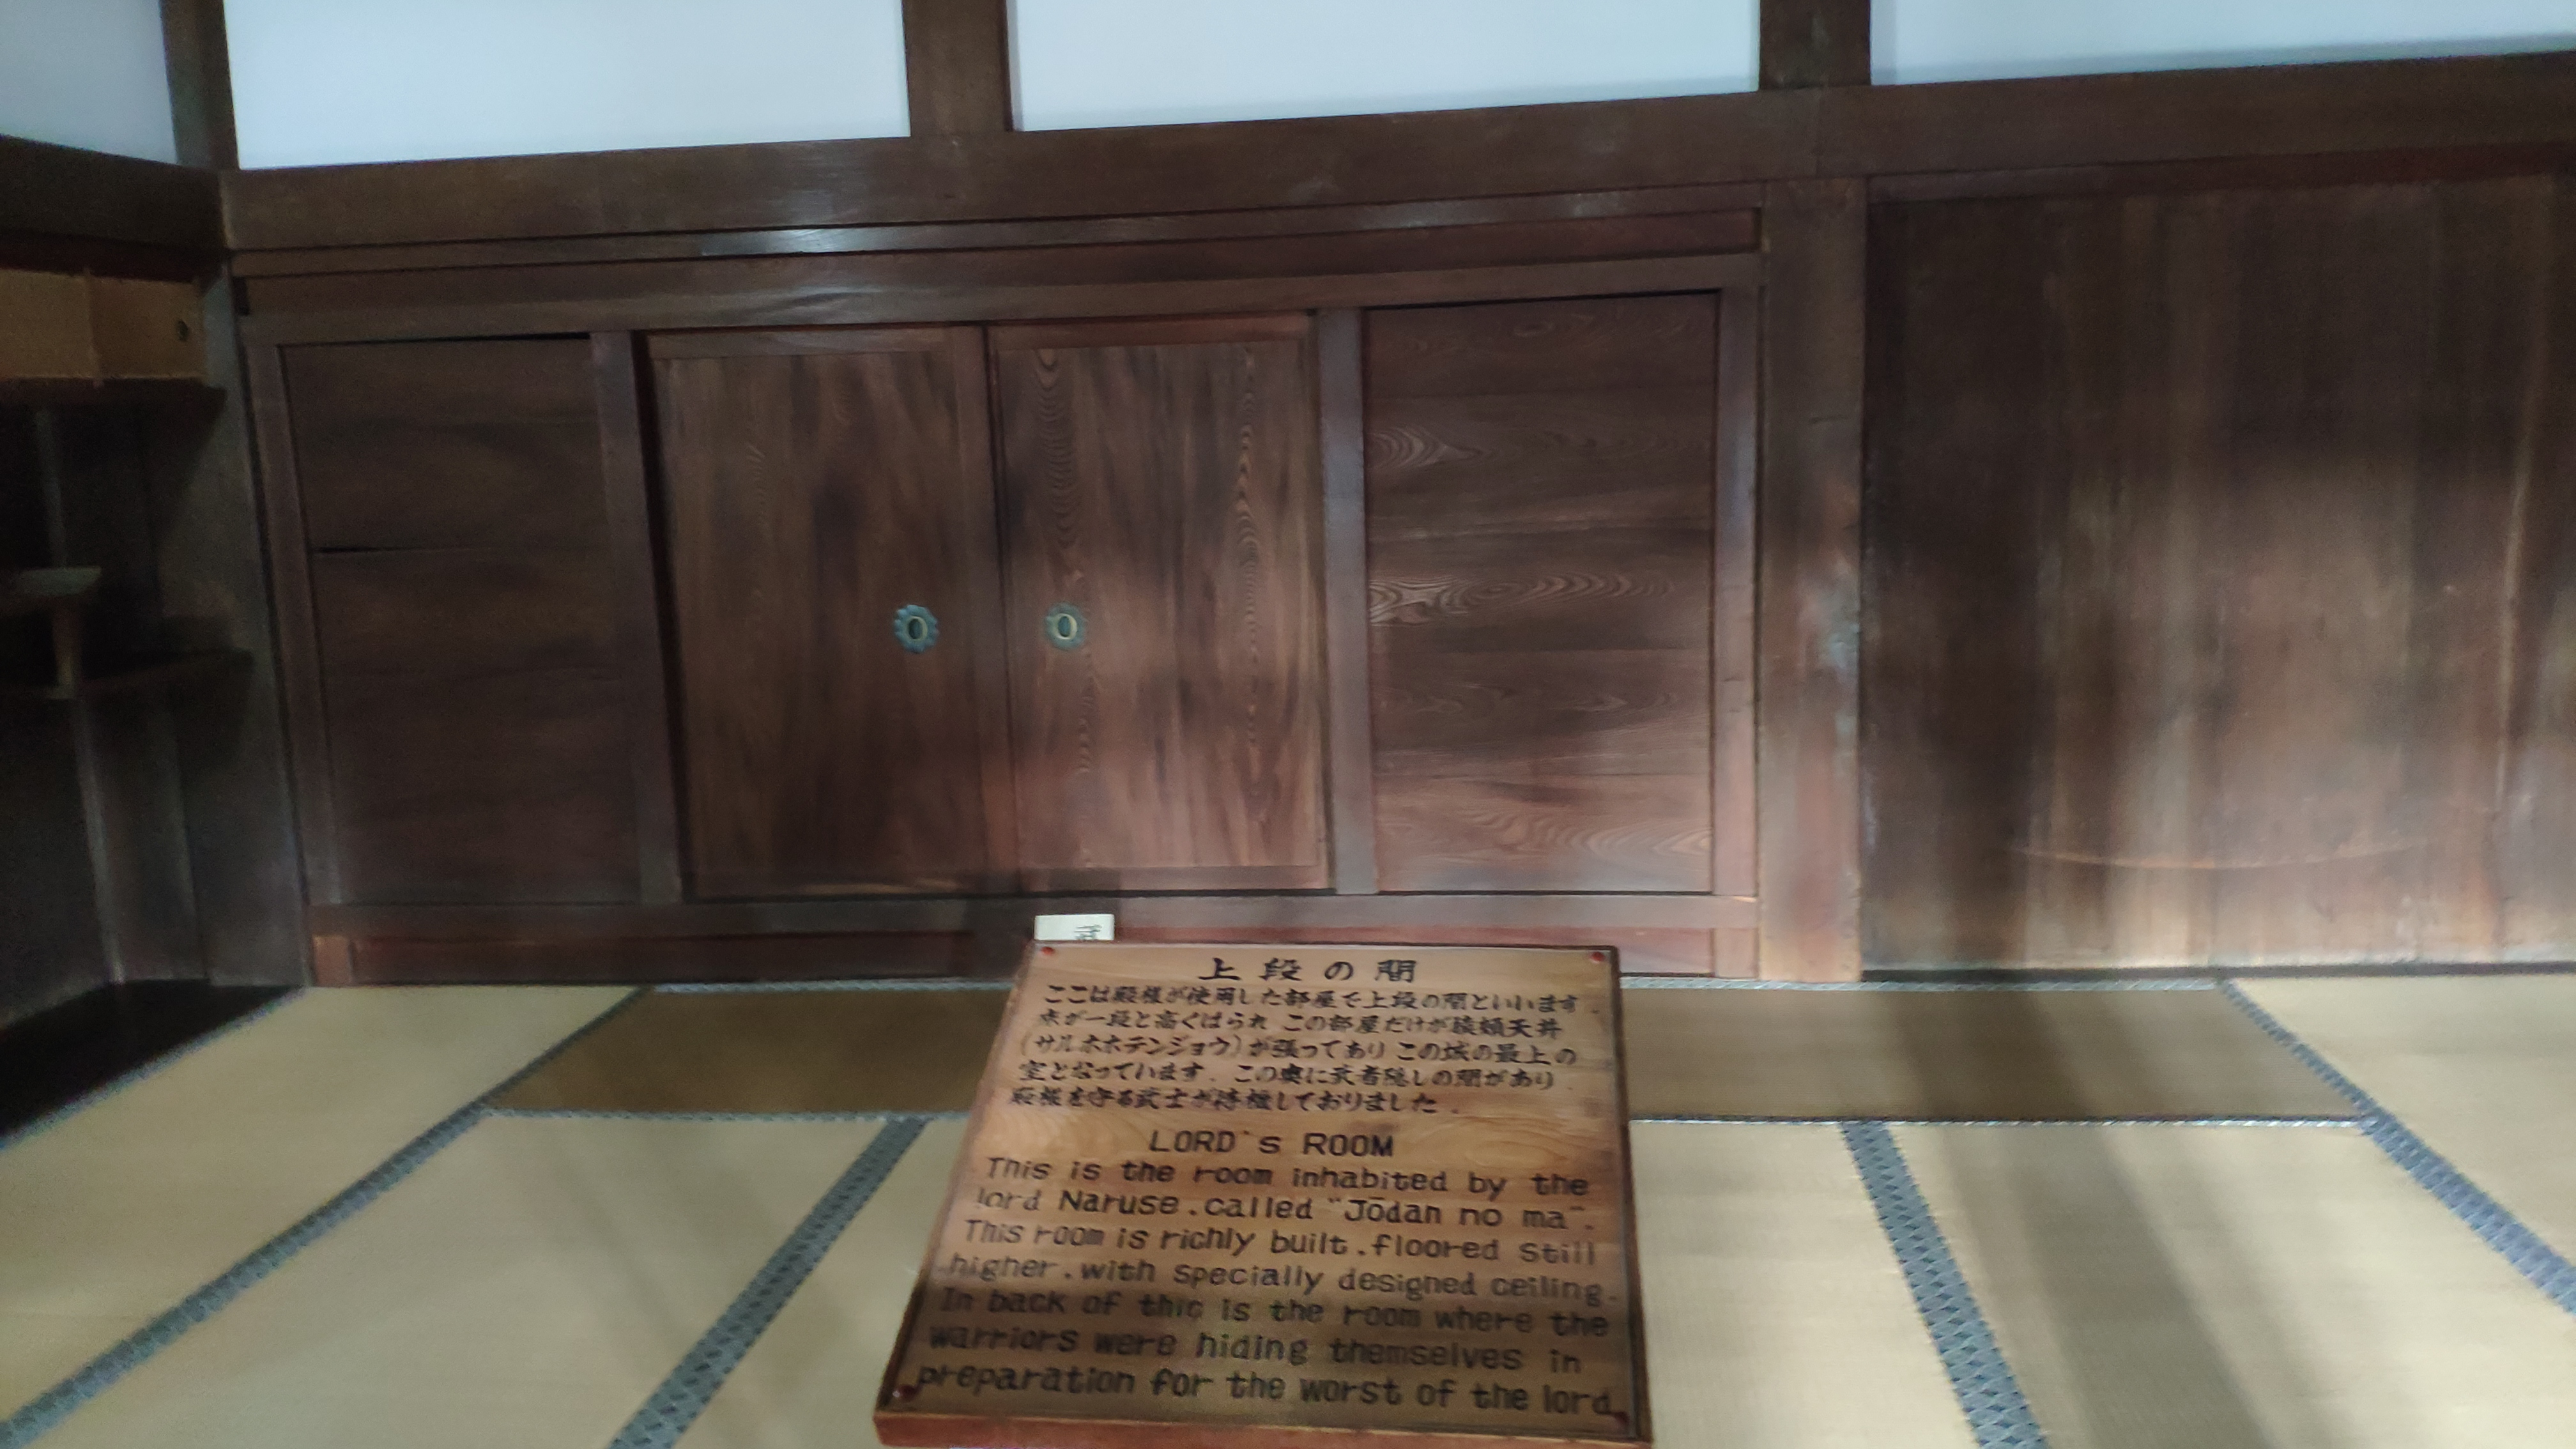 武
上段の間
ここは殿様が使用した部屋で上段の間といいます.
床が一段と高くはられ この部屋だけが猿頬天井
(サルホホテンジョウ)が張ってあり この城の最上の
室となっています. この奥に武者隠しの間があり.
殿様を守る武士が待機しておりました.
LORD's ROOM
This is the room inhabited by the
lord Naruse.called "Jōdan no ma".
This room is richly built.floored still
higher.with specially designed ceiling.
In back of this is the room where the
warriors were hiding themselves in
preparation for the worst of the lord.